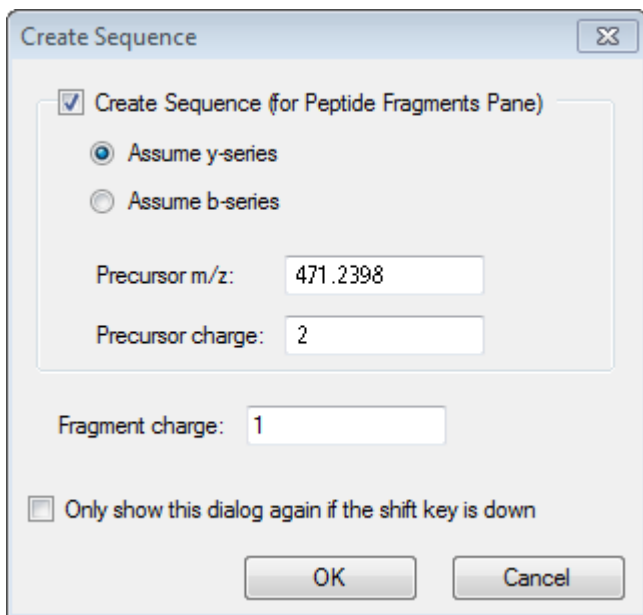 Create Sequence
Create Sequence (for Peptide Fragments Pane)
Assume y-series
Assume b-series
Precursor m/z: 471.2398
Precursor charge: 2
Fragment charge: 1
Only show this dialog again if the shift key is down
OK Cancel